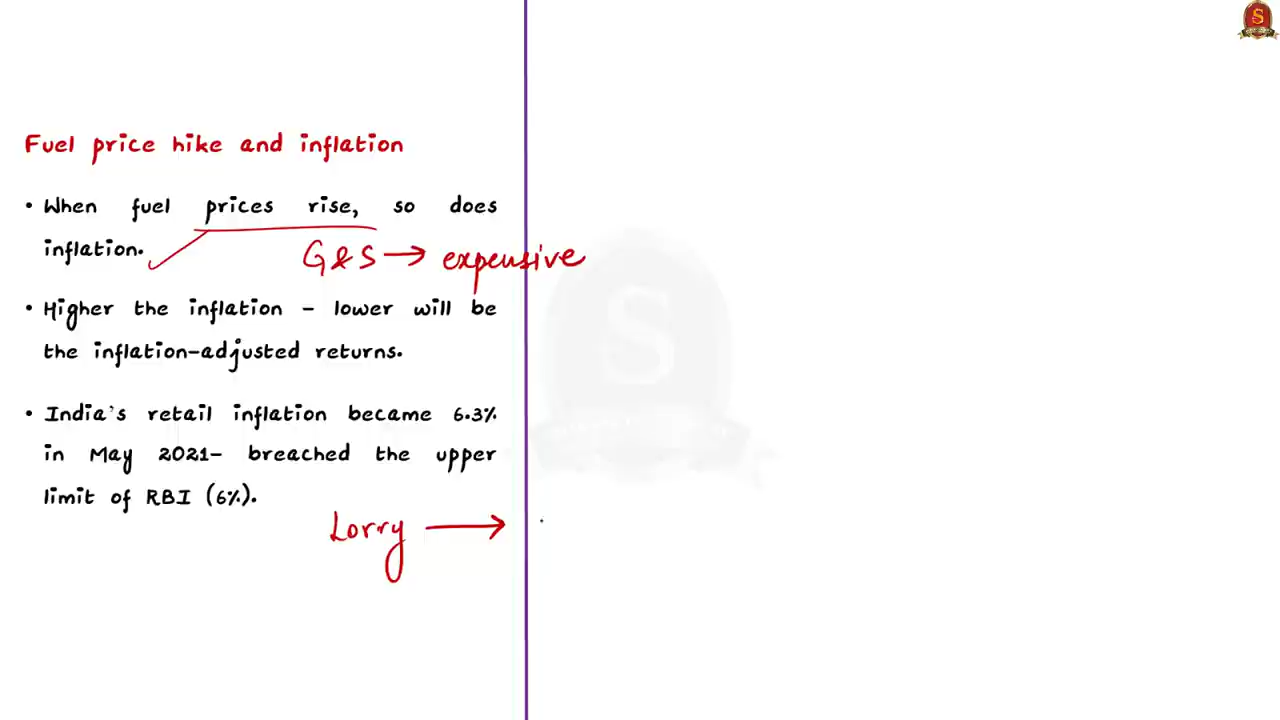 Fuel price hike and inflation
• When fuel prices rise, so does
inflation.
G & S → expensive
• Higher the inflation - lower will be
the inflation-adjusted returns.
• India's retail inflation became 6.3%
in May 2021- breached the upper
limit of RBI (6%).
Lorry →
S
S